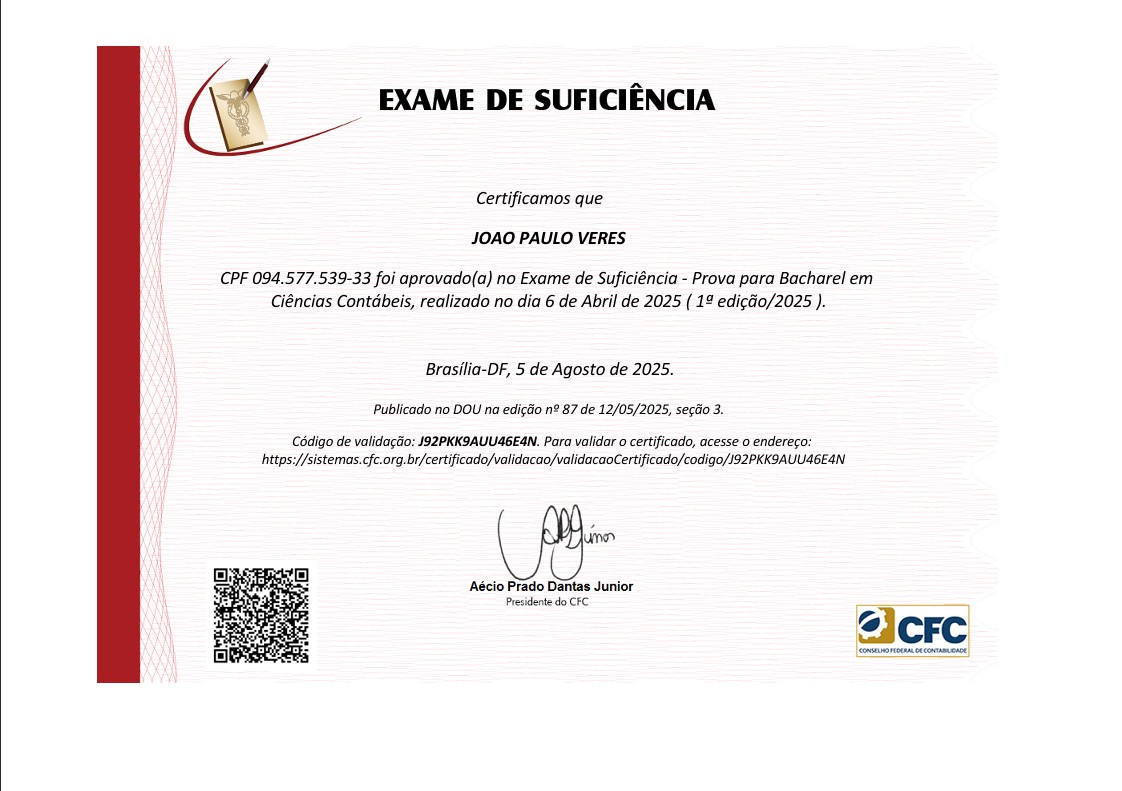 EXAME DE SUFICIÊNCIA
Certificamos que
JOAO PAULO VERES
CPF 094.577.539-33 foi aprovado(a) no Exame de Suficiência - Prova para Bacharel em
Ciências Contábeis, realizado no dia 6 de Abril de 2025 ( 1ª edição/2025 ).
Brasília-DF, 5 de Agosto de 2025.
Publicado no DOU na edição nº 87 de 12/05/2025, seção 3.
Código de validação: J92PKK9AUU46E4N. Para validar o certificado, acesse o endereço:
https://sistemas.cfc.org.br/certificado/validacao/validacaoCertificado/codigo/J92PKK9AUU46E4N
Aécio Prado Dantas Junior
Presidente do CFC
CFC
CONSELHO FEDERAL DE CONTABILIDADE